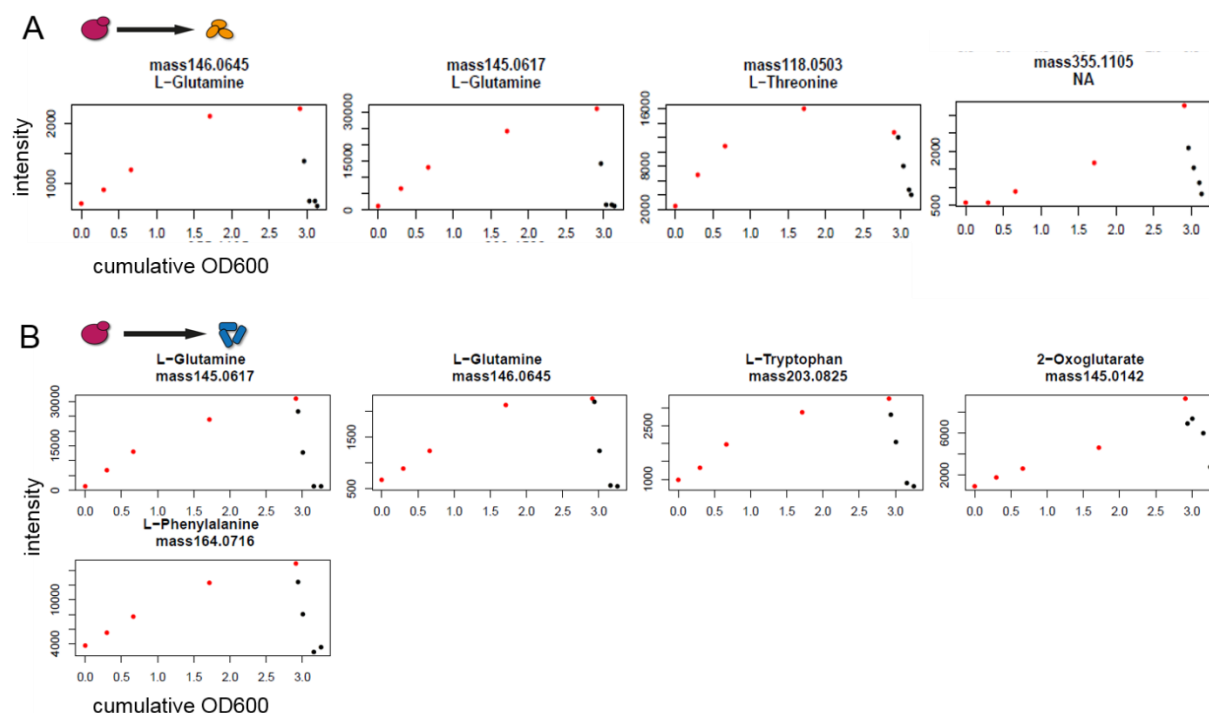 A
mass146.0645
L-Glutamine
mass145.0617
L-Glutamine
mass118.0503
L-Threonine
mass355.1105
NA
intensity
1000 2000
0 15000 30000
2000 5000 8000 12000 16000
500 2000
0.0 0.5 1.0 1.5 2.0 2.5 3.0
0.0 0.5 1.0 1.5 2.0 2.5 3.0
0.0 0.5 1.0 1.5 2.0 2.5 3.0
0.0 0.5 1.0 1.5 2.0 2.5 3.0
cumulative OD600
B
L-Glutamine
mass145.0617
L-Glutamine
mass146.0645
L-Tryptophan
mass203.0825
2-Oxoglutarate
mass145.0142
intensity
0 15000 30000
500 1500
1000 2500
2000 6000
0.0 0.5 1.0 1.5 2.0 2.5 3.0
0.0 0.5 1.0 1.5 2.0 2.5 3.0
0.0 0.5 1.0 1.5 2.0 2.5 3.0
0.0 0.5 1.0 1.5 2.0 2.5 3.0
L-Phenylalanine
mass164.0716
4000 10000
0.0 0.5 1.0 1.5 2.0 2.5 3.0
cumulative OD600